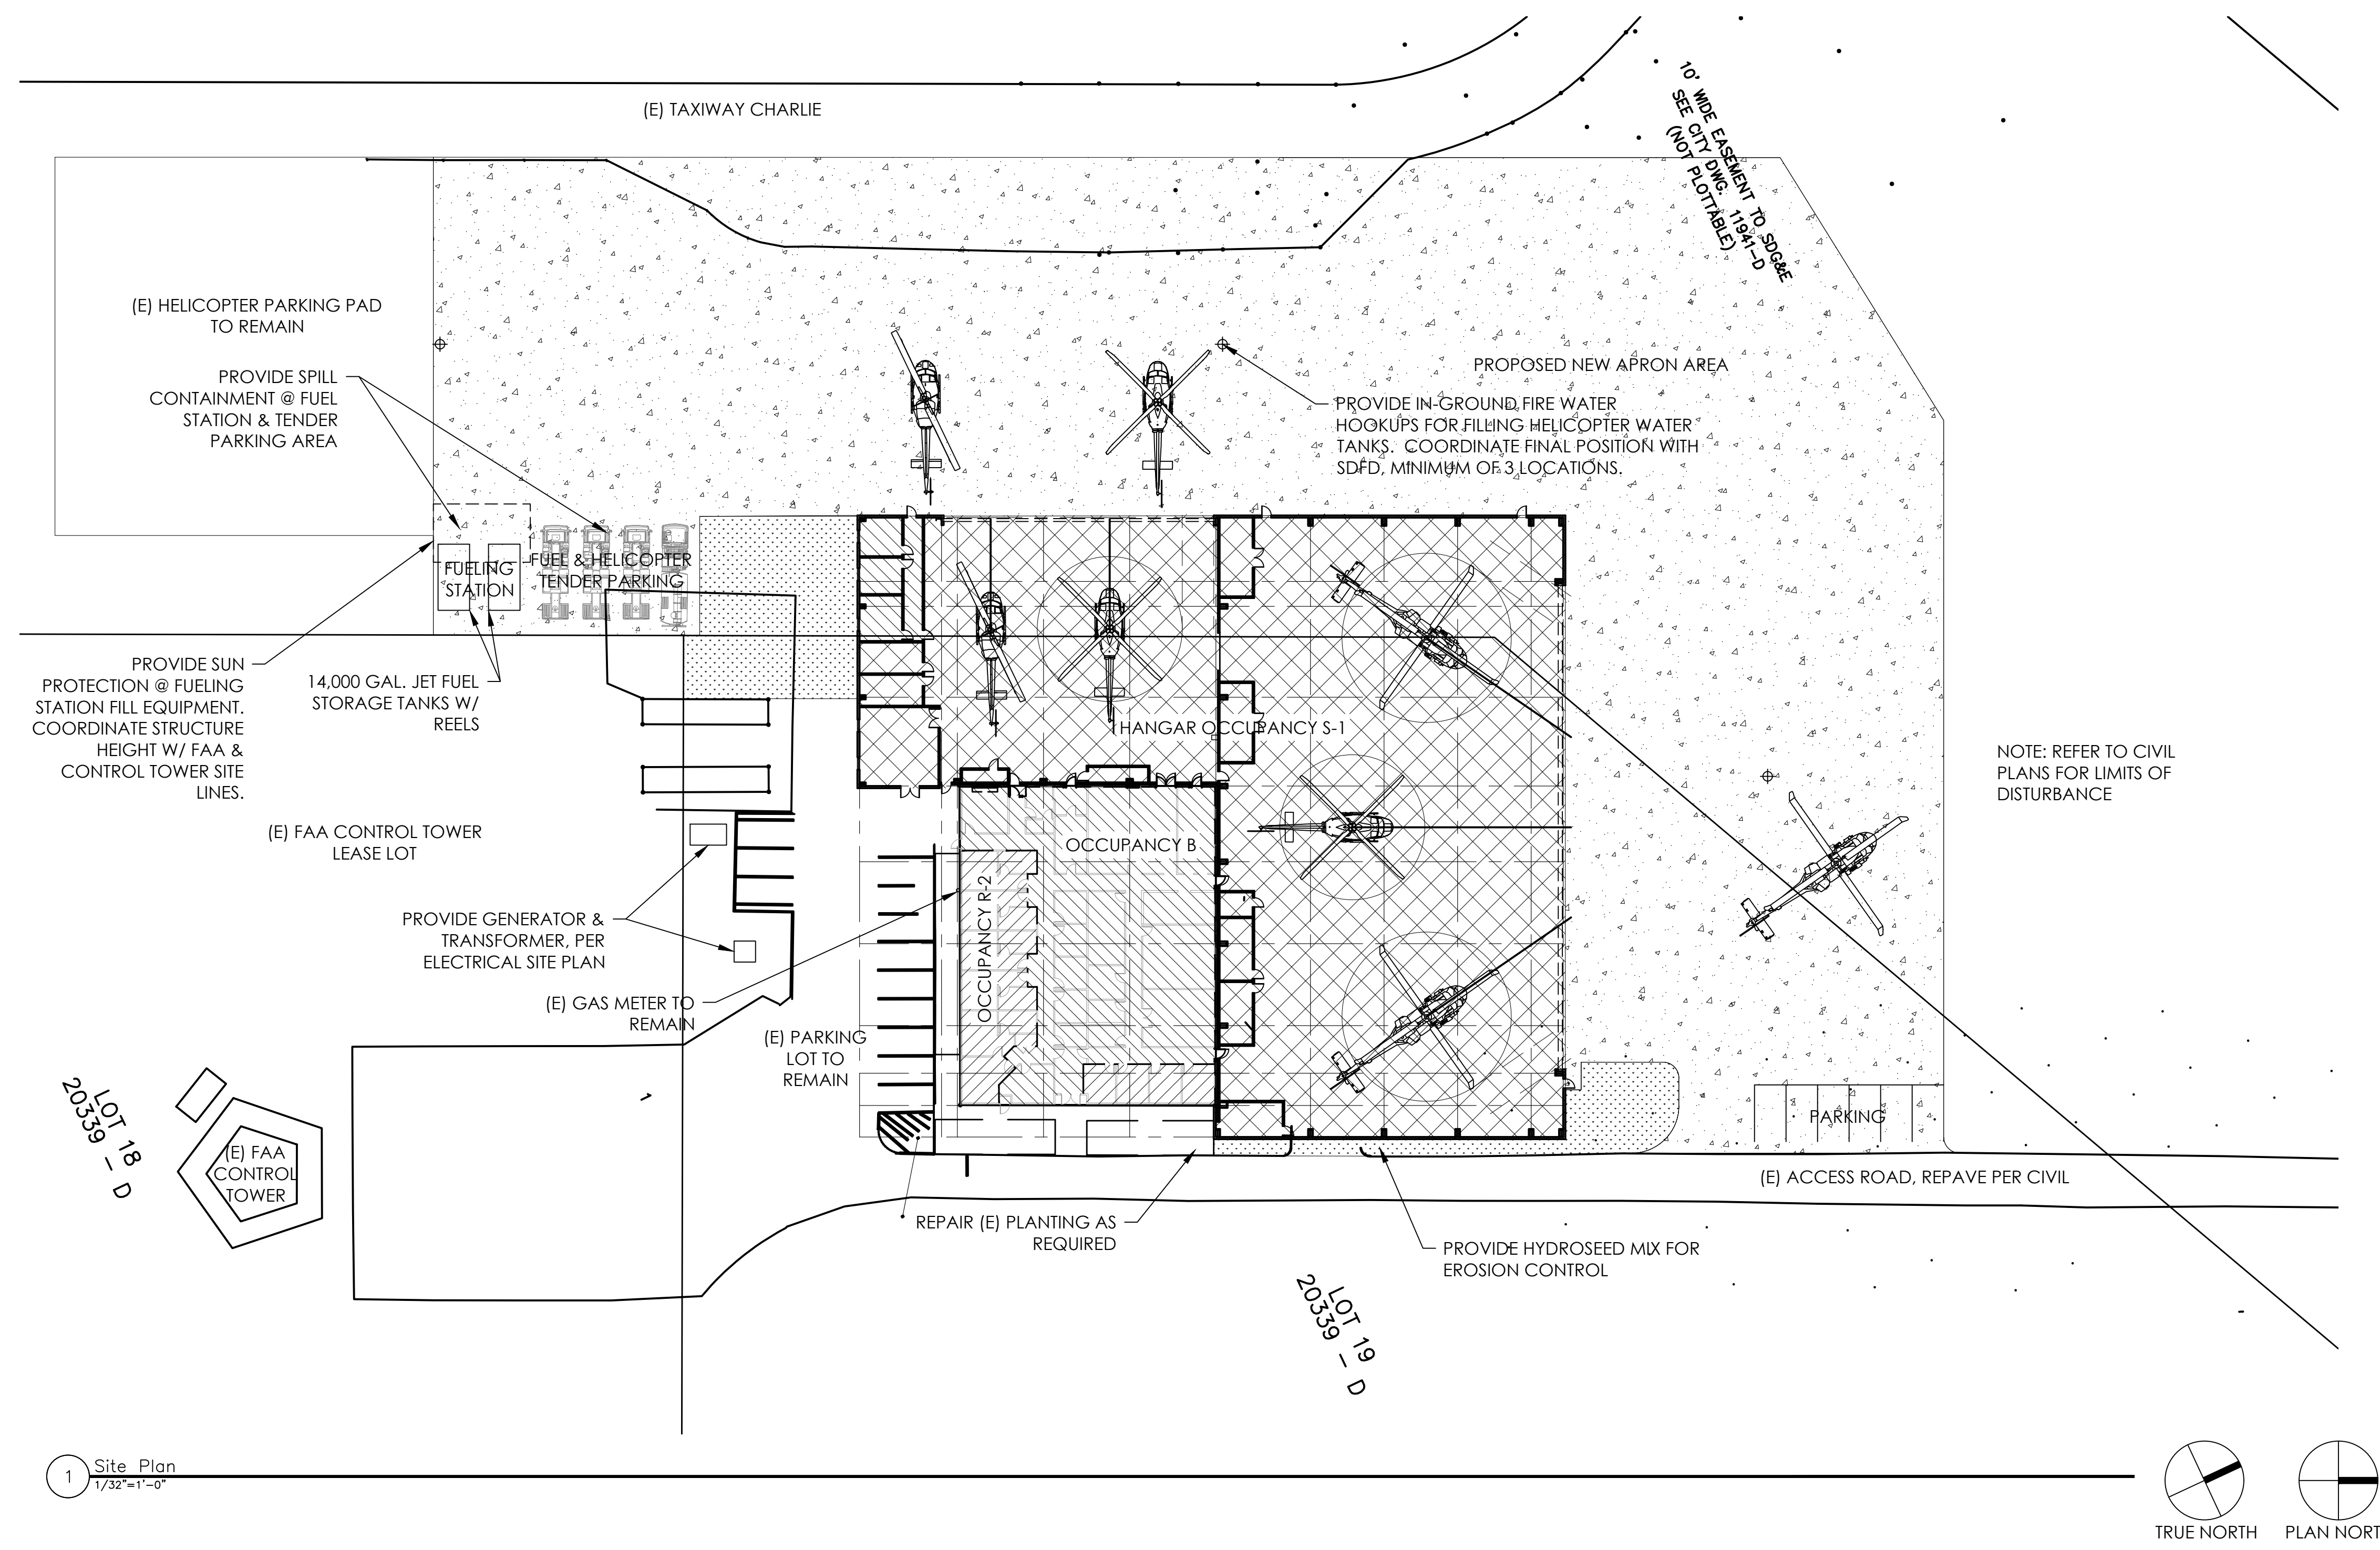 (E) TAXIWAY CHARLIE
10' WIDE EASEMENT TO SDG&E
SEE CITY DWG. 11941-D
(NOT PLOTTABLE)
(E) HELICOPTER PARKING PAD
TO REMAIN
PROVIDE SPILL
CONTAINMENT @ FUEL
STATION & TENDER
PARKING AREA
PROPOSED NEW APRON AREA
PROVIDE IN-GROUND FIRE WATER
HOOKUPS FOR FILLING HELICOPTER WATER
TANKS. COORDINATE FINAL POSITION WITH
SDFD, MINIMUM OF 3 LOCATIONS.
FUELING
STATION
FUEL & HELICOPTER
TENDER PARKING
PROVIDE SUN
PROTECTION @ FUELING
STATION FILL EQUIPMENT.
COORDINATE STRUCTURE
HEIGHT W/ FAA &
CONTROL TOWER SITE
LINES.
14,000 GAL. JET FUEL
STORAGE TANKS W/
REELS
HANGAR OCCUPANCY S-1
NOTE: REFER TO CIVIL
PLANS FOR LIMITS OF
DISTURBANCE
(E) FAA CONTROL TOWER
LEASE LOT
OCCUPANCY B
OCCUPANCY R-2
PROVIDE GENERATOR &
TRANSFORMER, PER
ELECTRICAL SITE PLAN
(E) GAS METER TO
REMAIN
(E) PARKING
LOT TO
REMAIN
LOT 18
20339 - D
(E) FAA
CONTROL
TOWER
PARKING
(E) ACCESS ROAD, REPAVE PER CIVIL
REPAIR (E) PLANTING AS
REQUIRED
PROVIDE HYDROSEED MIX FOR
EROSION CONTROL
LOT 19
20339 - D
1
Site Plan
1/32"=1'-0"
TRUE NORTH
PLAN NORT